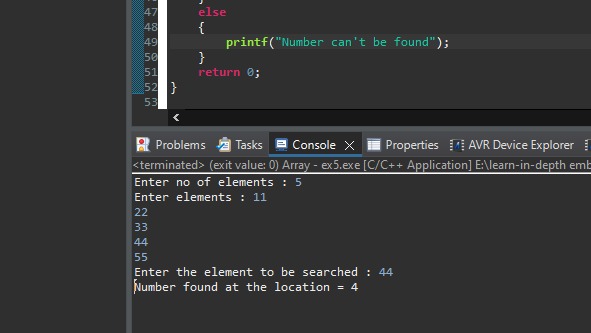 47 else
48 {
49 printf("Number can't be found");
50 }
51 return 0;
52 }
53
<
Problems Tasks Console Properties AVR Device Explorer
<terminated> (exit value: 0) Array - ex5.exe [C/C++ Application] E:\learn-in-depth emb
Enter no of elements : 5
Enter elements : 11
22
33
44
55
Enter the element to be searched : 44
Number found at the location = 4